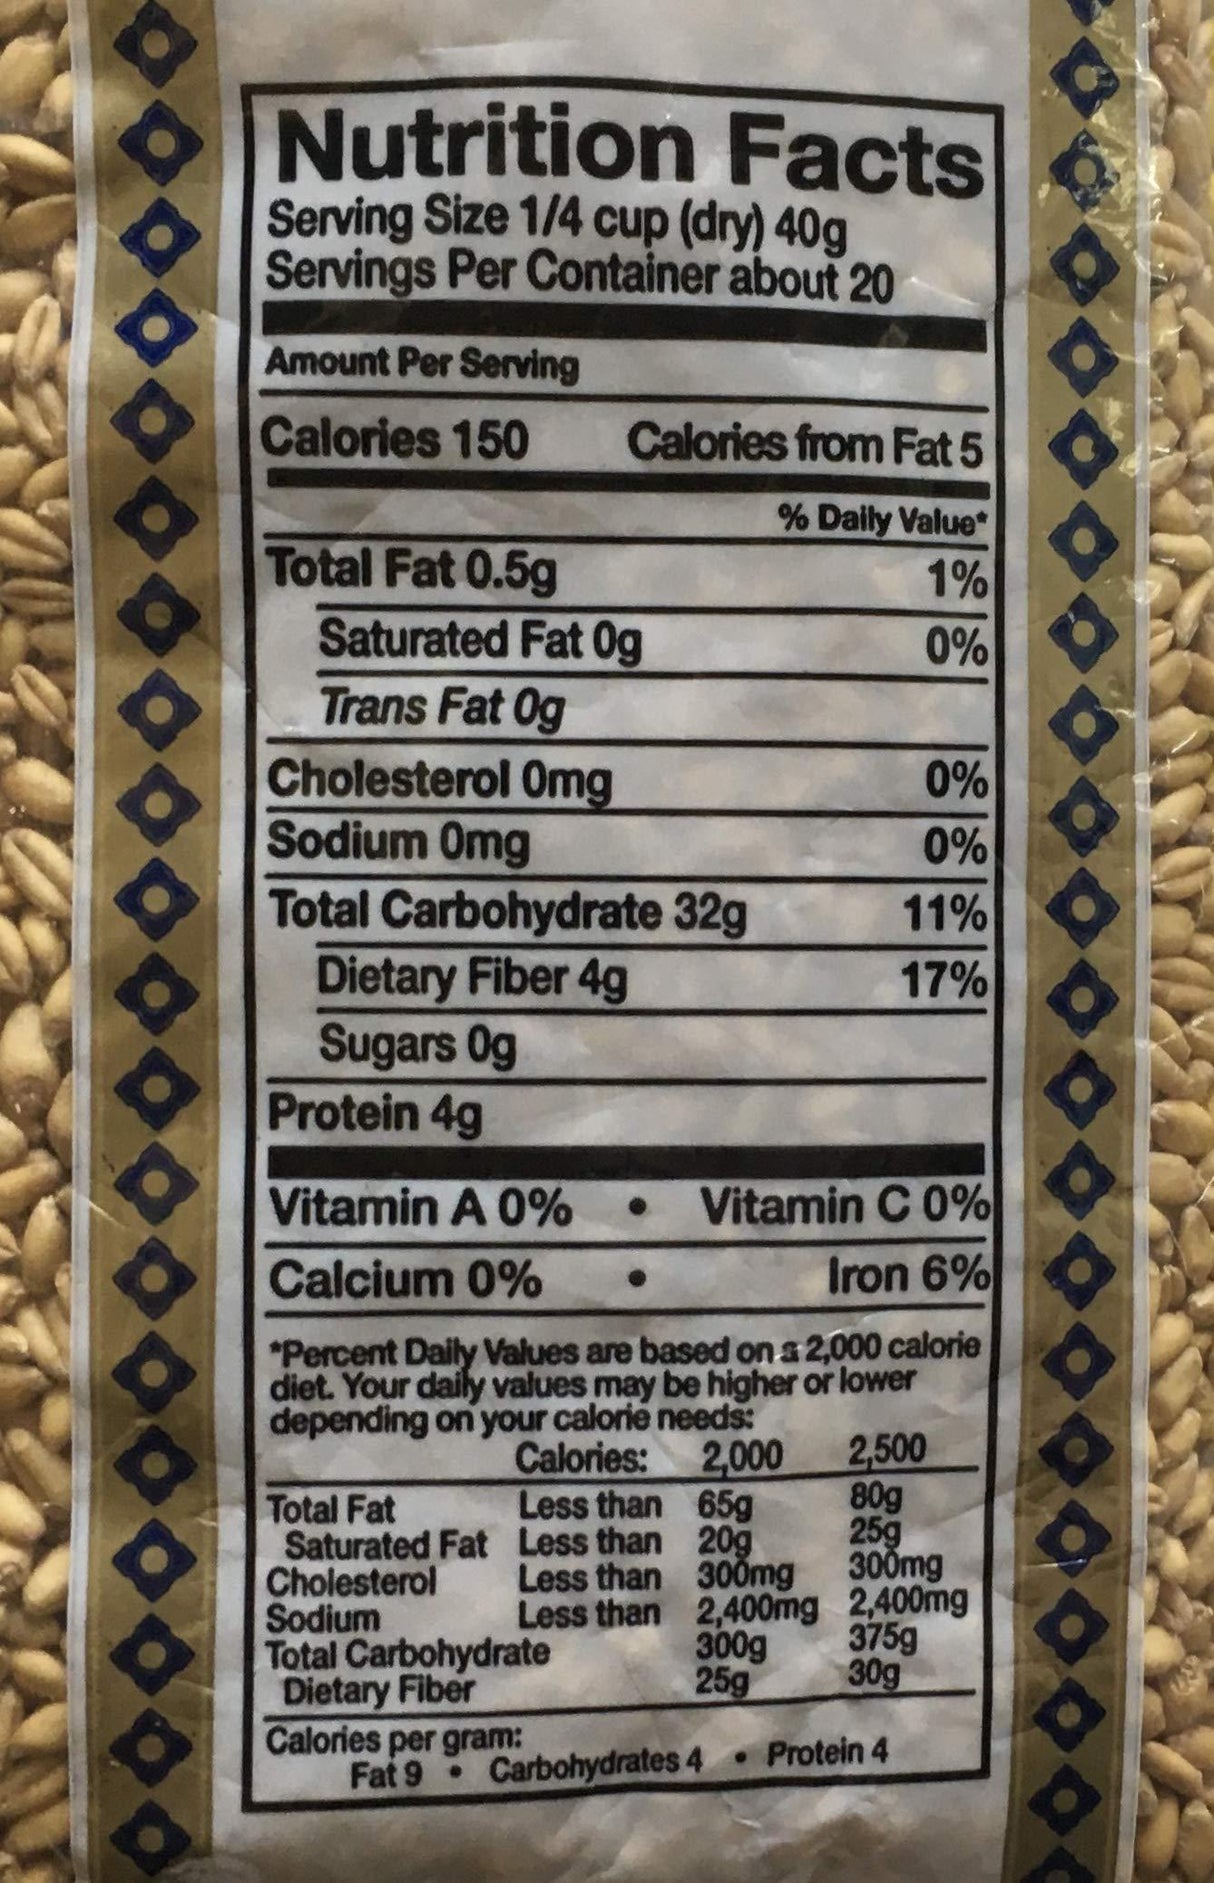 Nutrition Facts
Serving Size 1/4 cup (dry) 40g
Servings Per Container about 20
Amount Per Serving
Calories 150 Calories from Fat 5
% Daily Value*
Total Fat 0.5g 1%
Saturated Fat 0g 0%
Trans Fat 0g
Cholesterol 0mg 0%
Sodium 0mg 0%
Total Carbohydrate 32g 11%
Dietary Fiber 4g 17%
Sugars 0g
Protein 4g
Vitamin A 0% • Vitamin C 0%
Calcium 0% • Iron 6%
*Percent Daily Values are based on a 2,000 calorie
diet. Your daily values may be higher or lower
depending on your calorie needs:
Calories: 2,000 2,500
Total Fat Less than 65g 80g
Saturated Fat Less than 20g 25g
Cholesterol Less than 300mg 300mg
Sodium Less than 2,400mg 2,400mg
Total Carbohydrate 300g 375g
Dietary Fiber 25g 30g
Calories per gram:
Fat 9 • Carbohydrates 4 • Protein 4